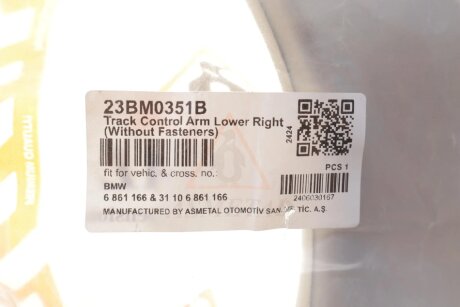 23BM0351B
Track Control Arm Lower Right
(Without Fasteners)
2424
fit for vehic. & cross. no.:
PCS 1
BMW
6 861 166 & 31 10 6 861 166
2406030167
MANUFACTURED BY ASMETAL OTOMOTİV SAN. VE TİC. A.Ş.